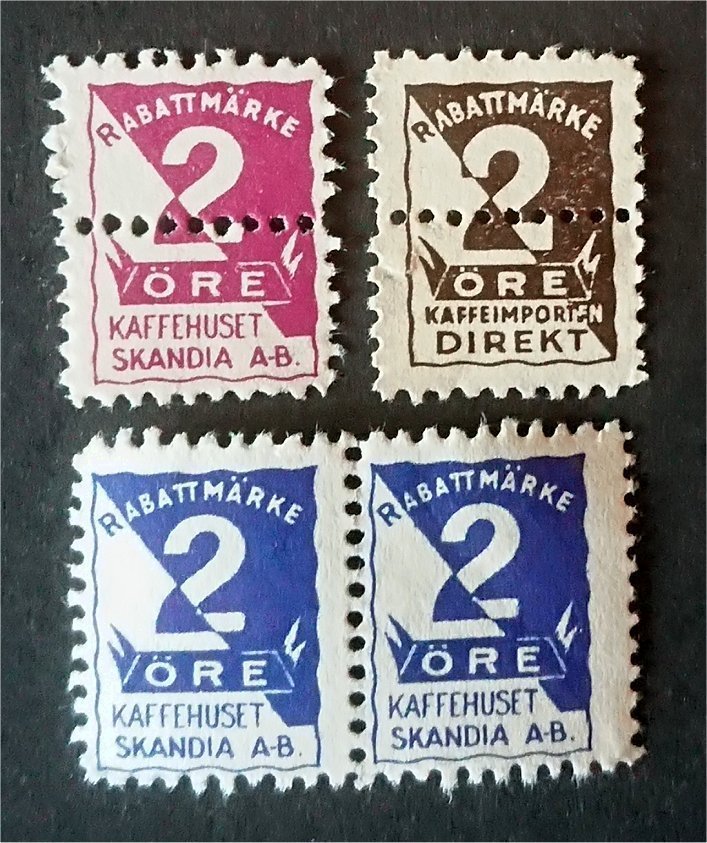 RABATTMÄRKE
2
ÖRE
KAFFEHUSET
SKANDIA A-B.
RABATTMÄRKE
2
ÖRE
KAFFEIMPORTEN
DIREKT
RABATTMÄRKE
2
ÖRE
KAFFEHUSET
SKANDIA A-B.
RABATTMÄRKE
2
ÖRE
KAFFEHUSET
SKANDIA A-B.